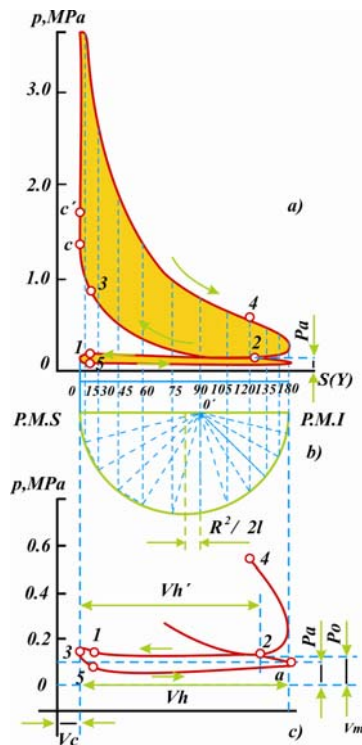 p,MPa
3.0
2.0
c´
c
1.0
3
4
a)
1
2
Pa
5
0
S(Y)
0 15 30 45 60 75 90 105 120 135 180
0´
P.M.S
P.M.I
b)
p,MPa
R²/ 2l
0.6
4
0.4
Vh´
0.2
3
1
2
Pa
Po
5
a
0
Vh
Vc
Vm
c)